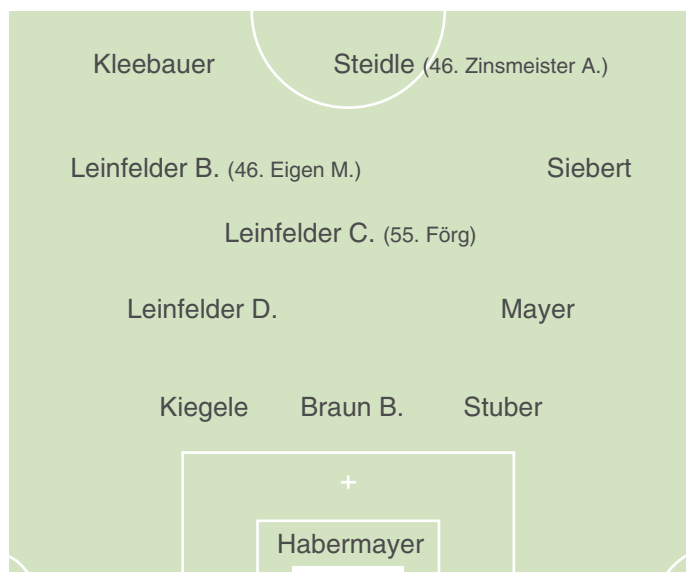 Kleebauer Steidle (46. Zinsmeister A.)
Leinfelder B. (46. Eigen M.) Siebert
Leinfelder C. (55. Förg)
Leinfelder D. Mayer
Kiegele Braun B. Stuber
Habermayer